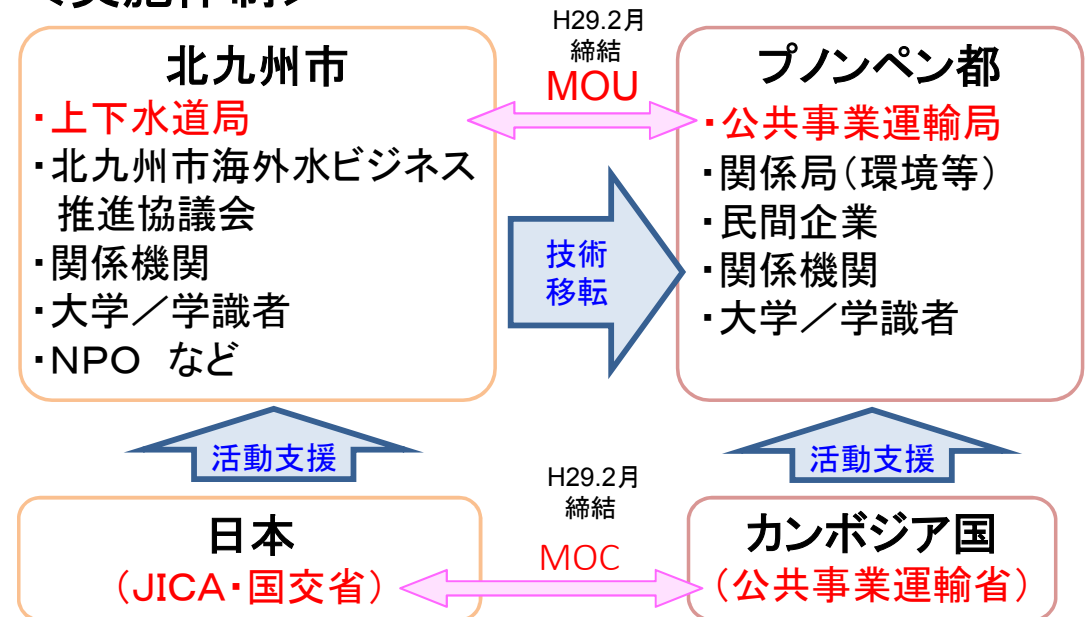 <実施体制>
H29.2月
締結
MOU
北九州市
・上下水道局
・北九州市海外水ビジネス
推進協議会
・関係機関
・大学／学識者
・NPO など
技術
移転
プノンペン都
・公共事業運輸局
・関係局(環境等)
・民間企業
・関係機関
・大学／学識者
活動支援
活動支援
日本
(JICA・国交省)
H29.2月
締結
MOC
カンボジア国
(公共事業運輸省)